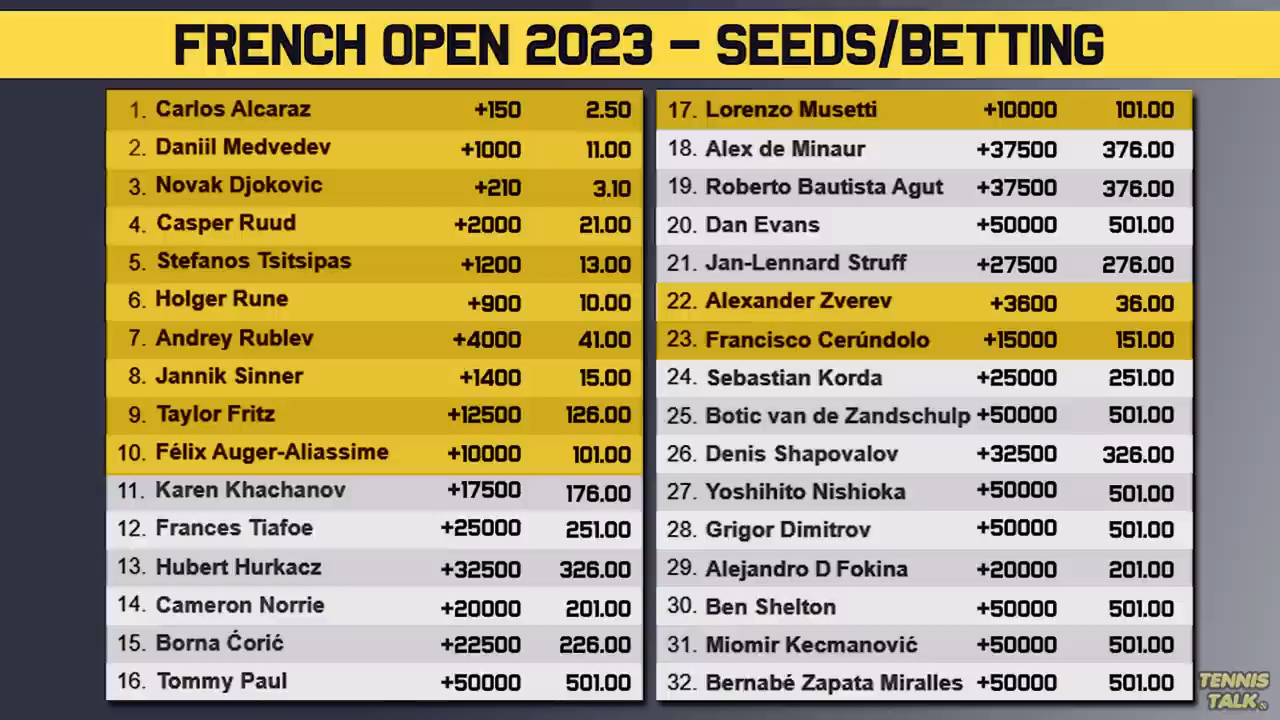 FRENCH OPEN 2023 – SEEDS/BETTING
1. Carlos Alcaraz +150 2.50
2. Daniil Medvedev +1000 11.00
3. Novak Djokovic +210 3.10
4. Casper Ruud +2000 21.00
5. Stefanos Tsitsipas +1200 13.00
6. Holger Rune +900 10.00
7. Andrey Rublev +4000 41.00
8. Jannik Sinner +1400 15.00
9. Taylor Fritz +12500 126.00
10. Félix Auger-Aliassime +10000 101.00
11. Karen Khachanov +17500 176.00
12. Frances Tiafoe +25000 251.00
13. Hubert Hurkacz +32500 326.00
14. Cameron Norrie +20000 201.00
15. Borna Ćorić +22500 226.00
16. Tommy Paul +50000 501.00
17. Lorenzo Musetti +10000 101.00
18. Alex de Minaur +37500 376.00
19. Roberto Bautista Agut +37500 376.00
20. Dan Evans +50000 501.00
21. Jan-Lennard Struff +27500 276.00
22. Alexander Zverev +3600 36.00
23. Francisco Cerúndolo +15000 151.00
24. Sebastian Korda +25000 251.00
25. Botic van de Zandschulp +50000 501.00
26. Denis Shapovalov +32500 326.00
27. Yoshihito Nishioka +50000 501.00
28. Grigor Dimitrov +50000 501.00
29. Alejandro D Fokina +20000 201.00
30. Ben Shelton +50000 501.00
31. Miomir Kecmanović +50000 501.00
32. Bernabé Zapata Miralles +50000 501.00
TENNIS
TALK